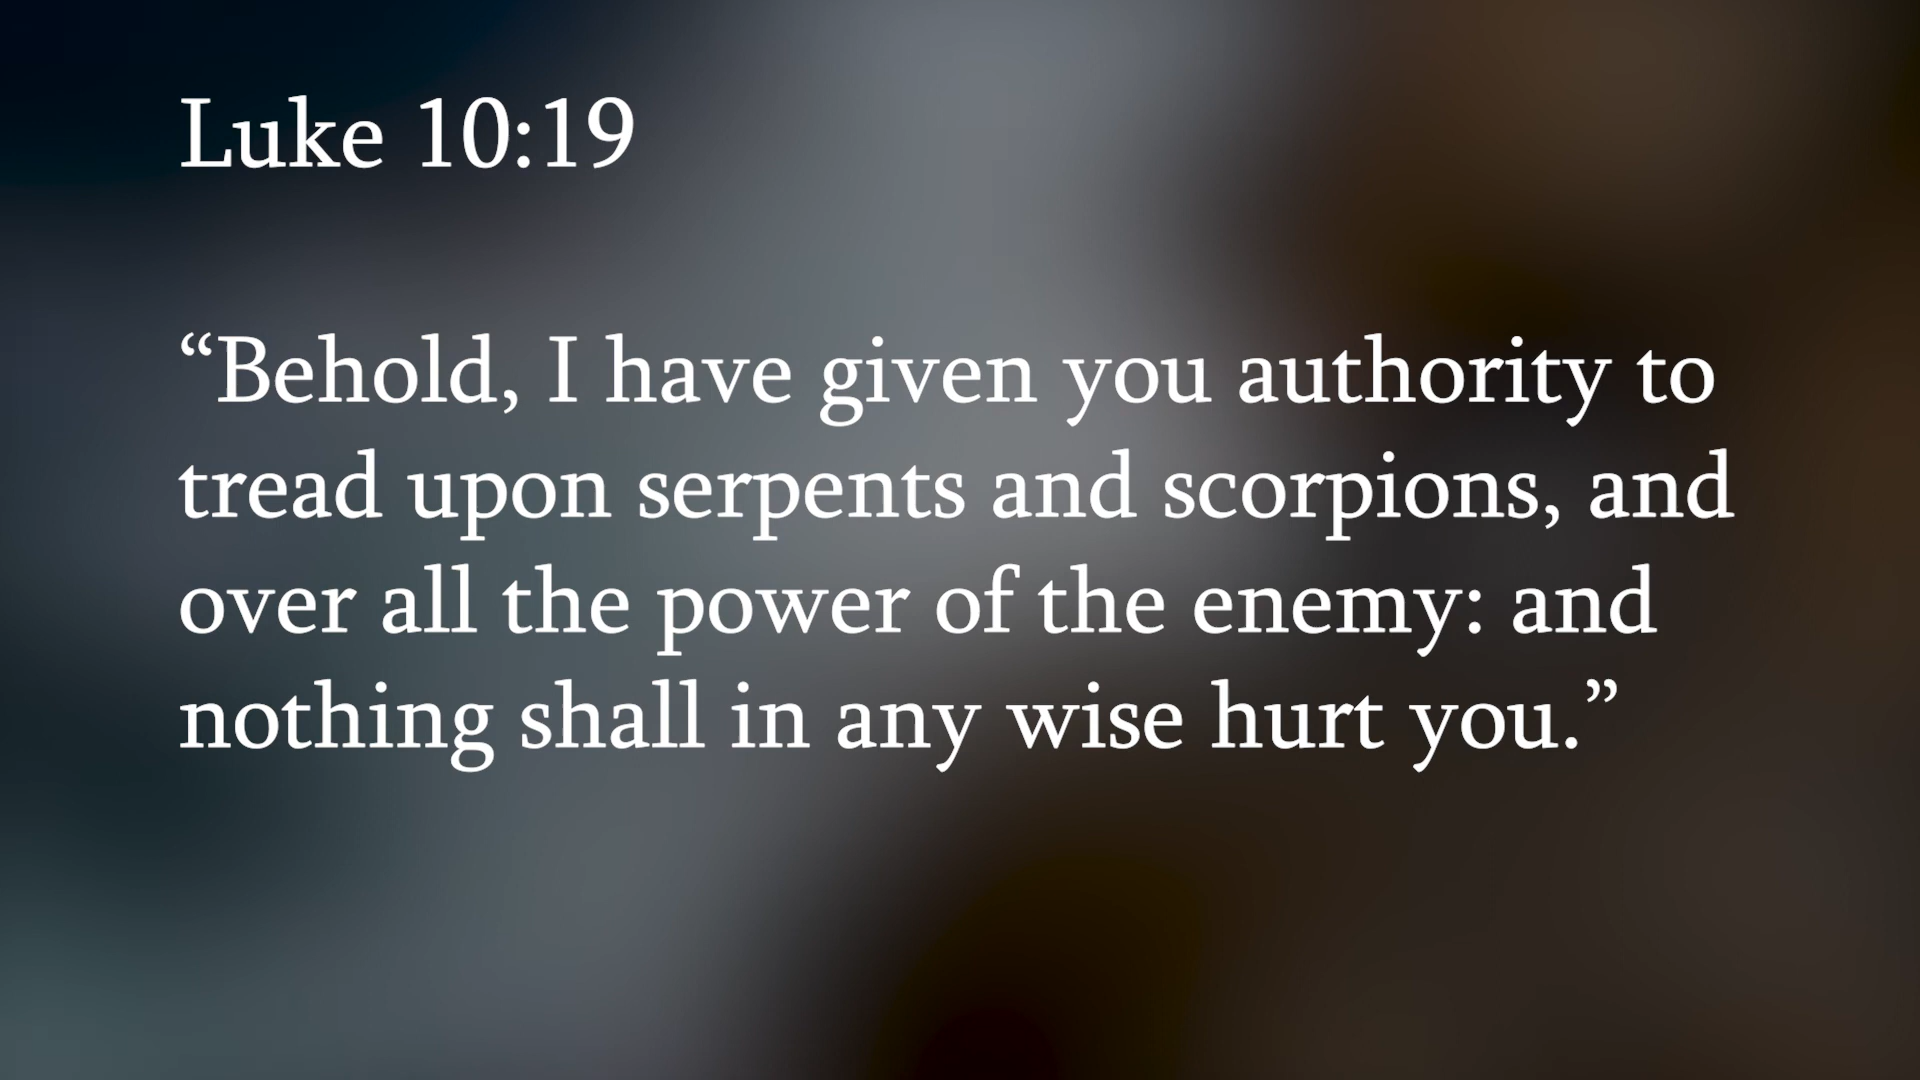 Luke 10:19
“Behold, I have given you authority to
tread upon serpents and scorpions, and
over all the power of the enemy: and
nothing shall in any wise hurt you.”